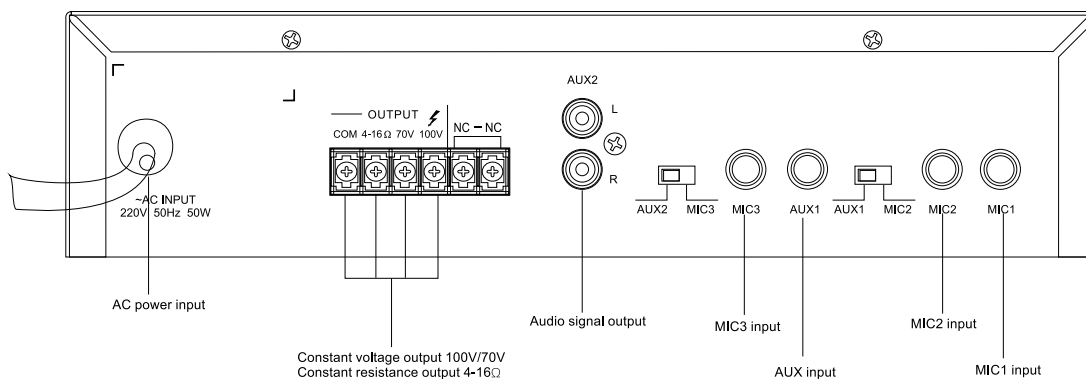 AUX2
L
R
OUTPUT
COM 4-16Ω 70V 100V
NC-NC
~AC INPUT
220V 50Hz 50W
AUX2 MIC3
MIC3
AUX1
AUX1 MIC2
MIC2
MIC1
AC power input
Audio signal output
MIC3 input
MIC2 input
Constant voltage output 100V/70V
Constant resistance output 4-16Ω
AUX input
MIC1 input